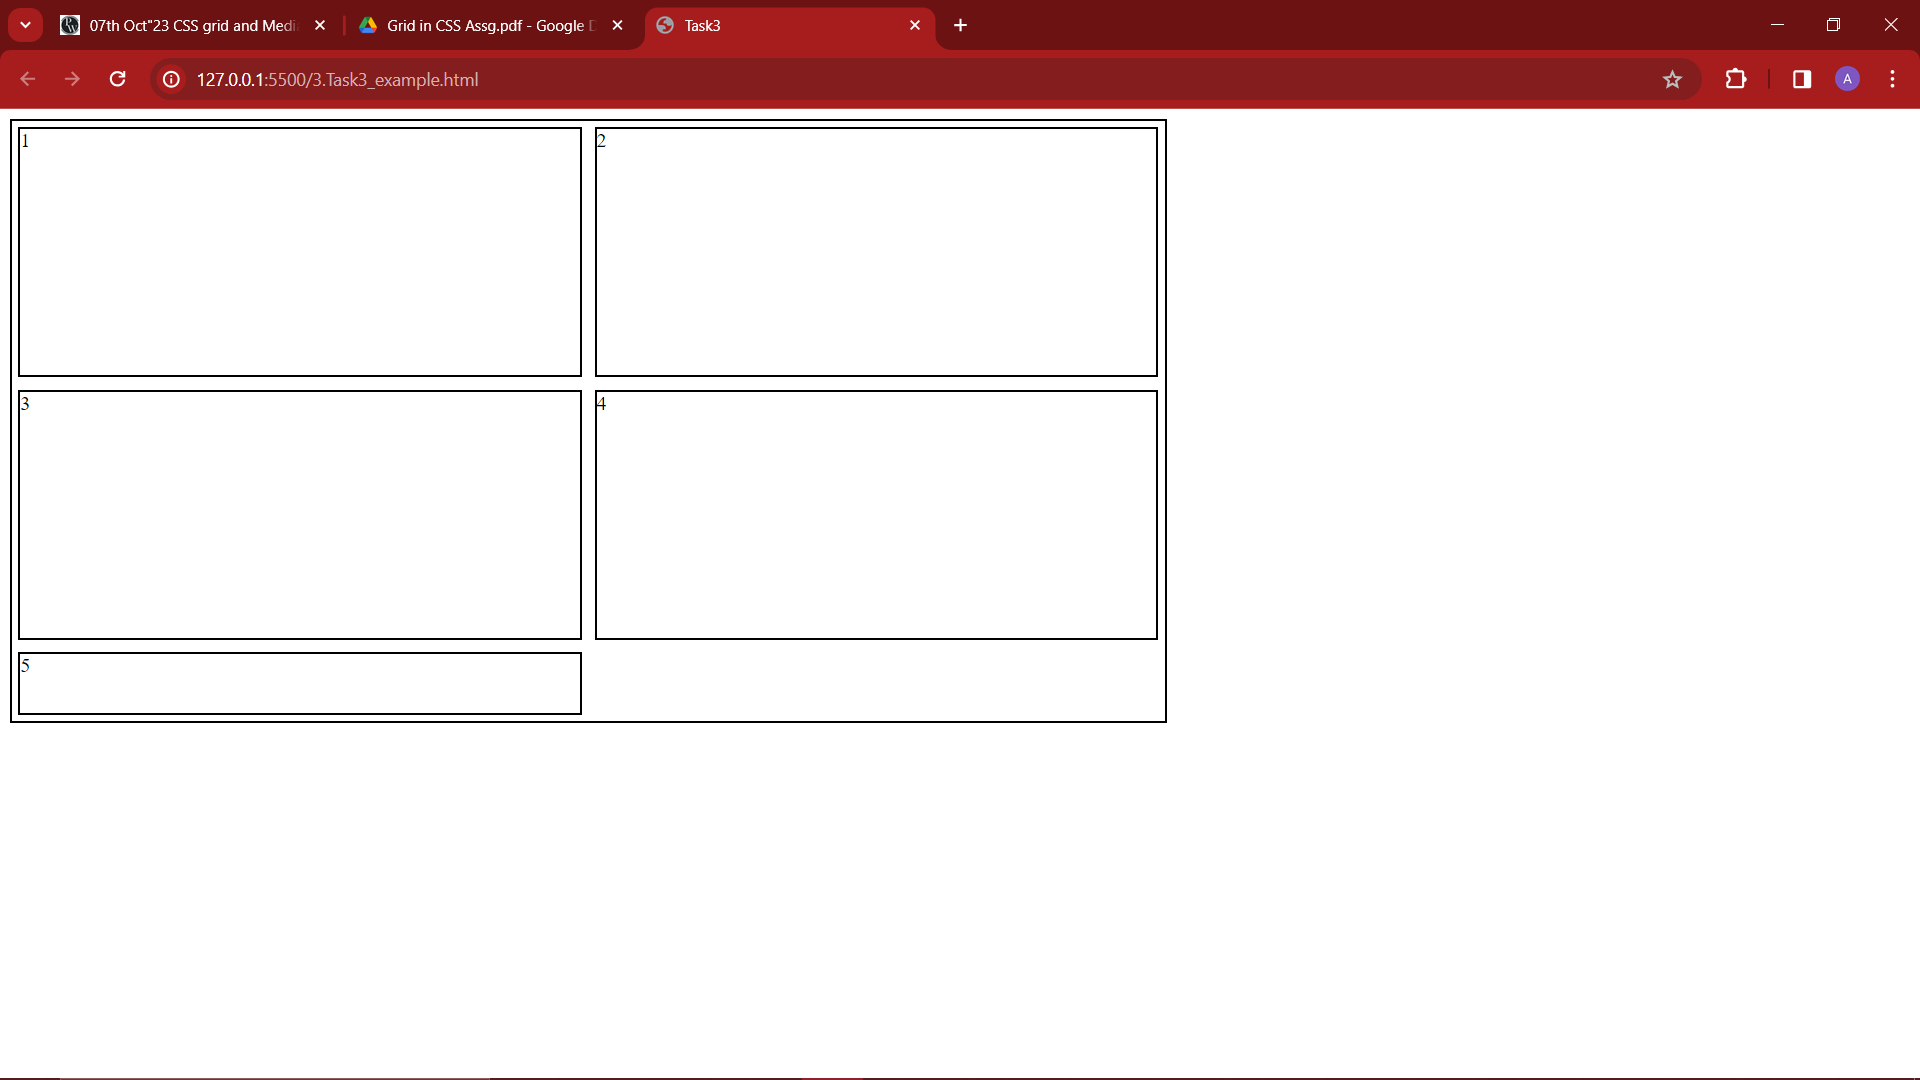 07th Oct"23 CSS grid and Medi
Grid in CSS Assg.pdf - Google D
Task3
127.0.0.1:5500/3.Task3_example.html
A
1
2
3
4
5